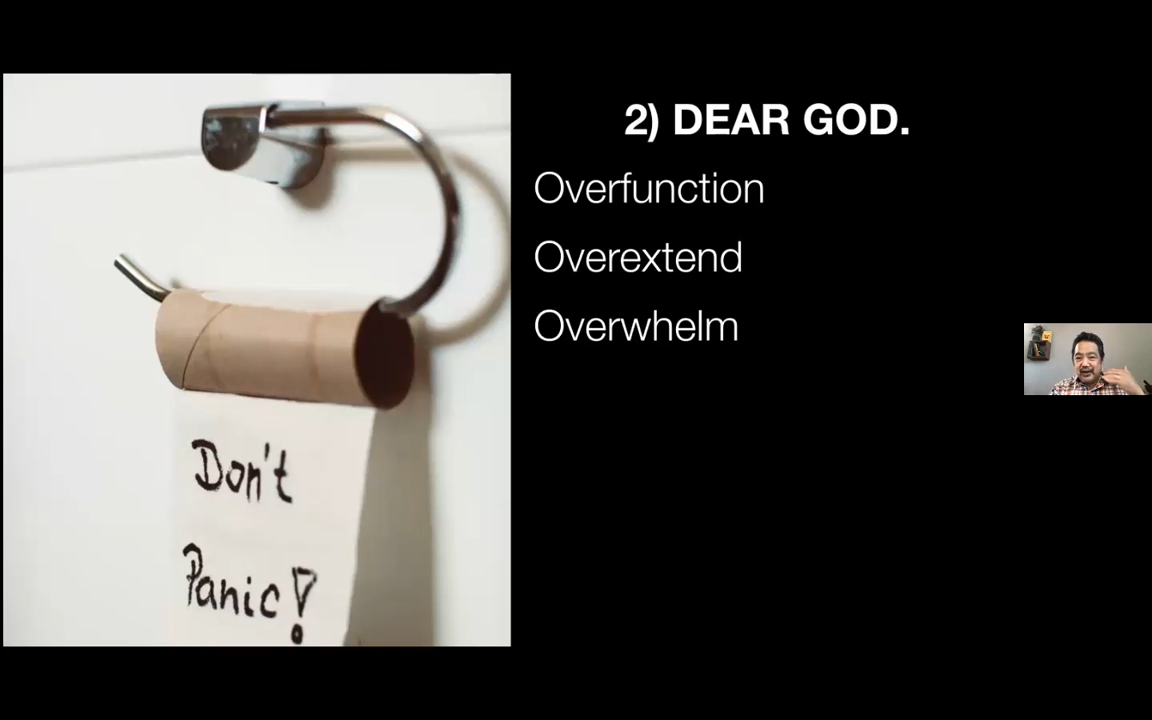 2) DEAR GOD.
Overfunction
Overextend
Overwhelm
Don't
Panic!